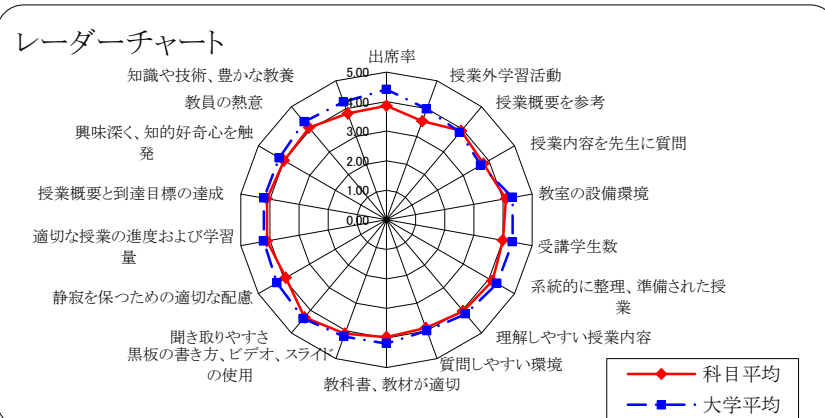 レーダーチャート
出席率
授業外学習活動
授業概要を参考
授業内容を先生に質問
教室の設備環境
受講学生数
系統的に整理、準備された授
業
理解しやすい授業内容
質問しやすい環境
教科書、教材が適切
黒板の書き方、ビデオ、スライド
の使用
聞き取りやすさ
静寂を保つための適切な配慮
適切な授業の進度および学習
量
授業概要と到達目標の達成
興味深く、知的好奇心を触
発
教員の熱意
知識や技術、豊かな教養
5.00
4.00
3.00
2.00
1.00
0.00
科目平均
大学平均